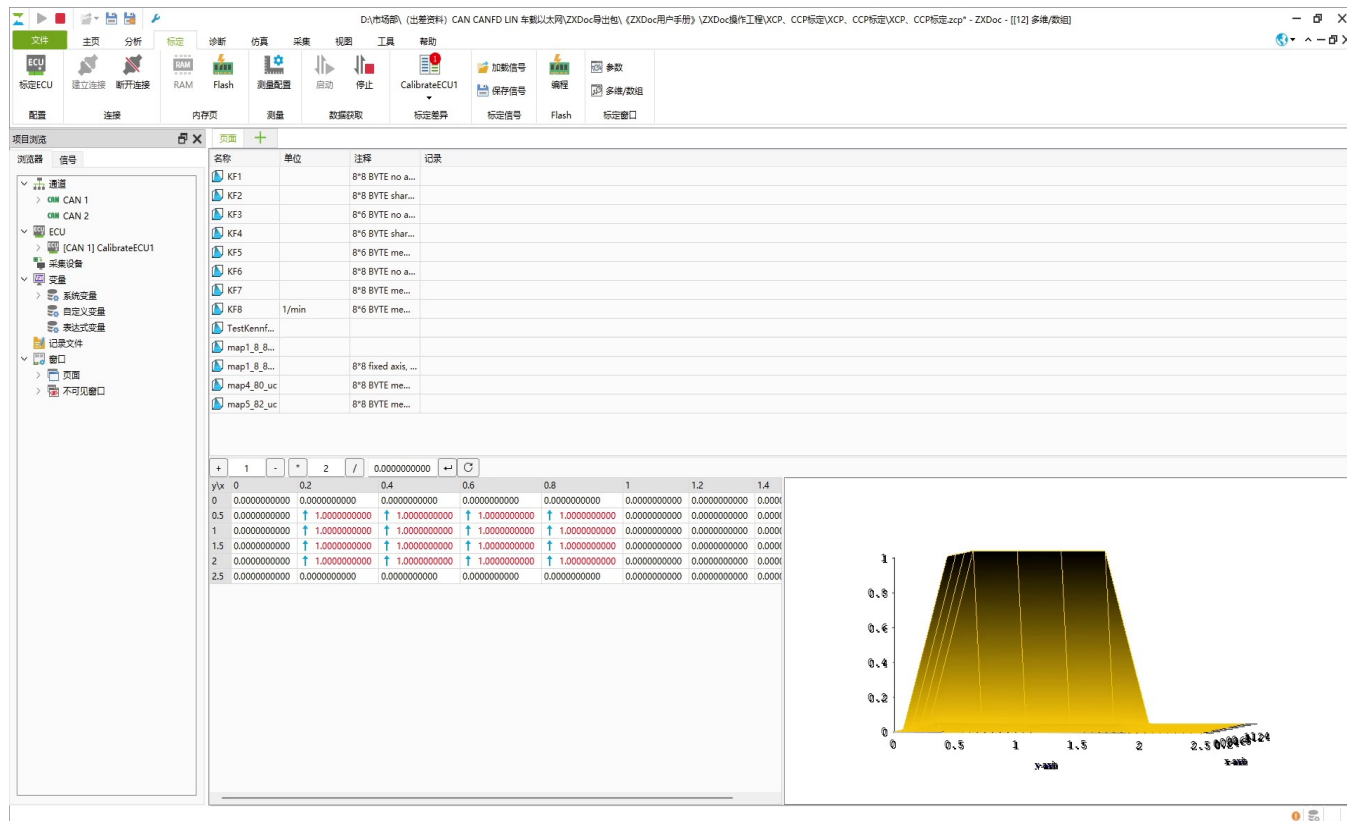 D:\市场部\（出差资料）CAN CANFD LIN 车载以太网\ZXDoc导出包\《ZXDoc用户手册》\ZXDoc操作工程\XCP、CCP标定\XCP、CCP标定\XCP、CCP标定.zcp* - ZXDoc - [[12] 多维/数组]
文件 主页 分析 标定 诊断 仿真 采集 视图 工具 帮助
ECU RAM 1 加载信号 参数
标定ECU 建立连接 断开连接 RAM Flash 测量配置 启动 停止 CalibrateECU1 保存信号 编程 多维/数组
配置 连接 内存页 测量 数据获取 标定差异 标定信号 Flash 标定窗口
项目浏览 页面 +
浏览器 信号
通道
CAN CAN 1
CAN CAN 2
ECU
[CAN 1] CalibrateECU1
采集设备
变量
系统变量
自定义变量
表达式变量
记录文件
窗口
页面
不可见窗口
名称 单位 注释 记录
KF1 8*8 BYTE no a...
KF2 8*8 BYTE shar...
KF3 8*6 BYTE no a...
KF4 8*6 BYTE shar...
KF5 8*6 BYTE me...
KF6 8*8 BYTE no a...
KF7 8*8 BYTE me...
KF8 1/min 8*6 BYTE me...
TestKennf...
map1_8_8...
map1_8_8... 8*8 fixed axis, ...
map4_80_uc 8*8 BYTE me...
map5_82_uc 8*8 BYTE me...
+ 1 - * 2 / 0.0000000000
y\x 0 0.2 0.4 0.6 0.8 1 1.2 1.4
0 0.0000000000 0.0000000000 0.0000000000 0.0000000000 0.0000000000 0.0000000000 0.0000000000
0.5 0.0000000000 ↑ 1.0000000000 ↑ 1.0000000000 ↑ 1.0000000000 ↑ 1.0000000000 0.0000000000 0.0000000000
1 0.0000000000 ↑ 1.0000000000 ↑ 1.0000000000 ↑ 1.0000000000 ↑ 1.0000000000 0.0000000000 0.0000000000
1.5 0.0000000000 ↑ 1.0000000000 ↑ 1.0000000000 ↑ 1.0000000000 ↑ 1.0000000000 0.0000000000 0.0000000000
2 0.0000000000 ↑ 1.0000000000 ↑ 1.0000000000 ↑ 1.0000000000 ↑ 1.0000000000 0.0000000000 0.0000000000
2.5 0.0000000000 0.0000000000 0.0000000000 0.0000000000 0.0000000000 0.0000000000 0.0000000000
1
0.8
0.6
0.4
0.2
0
0 0.5 1 1.5 2 2.5
y-axis x-axis